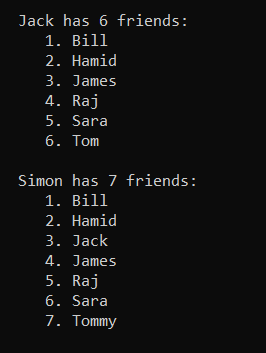 Jack has 6 friends:
1. Bill
2. Hamid
3. James
4. Raj
5. Sara
6. Tom
Simon has 7 friends:
1. Bill
2. Hamid
3. Jack
4. James
5. Raj
6. Sara
7. Tommy